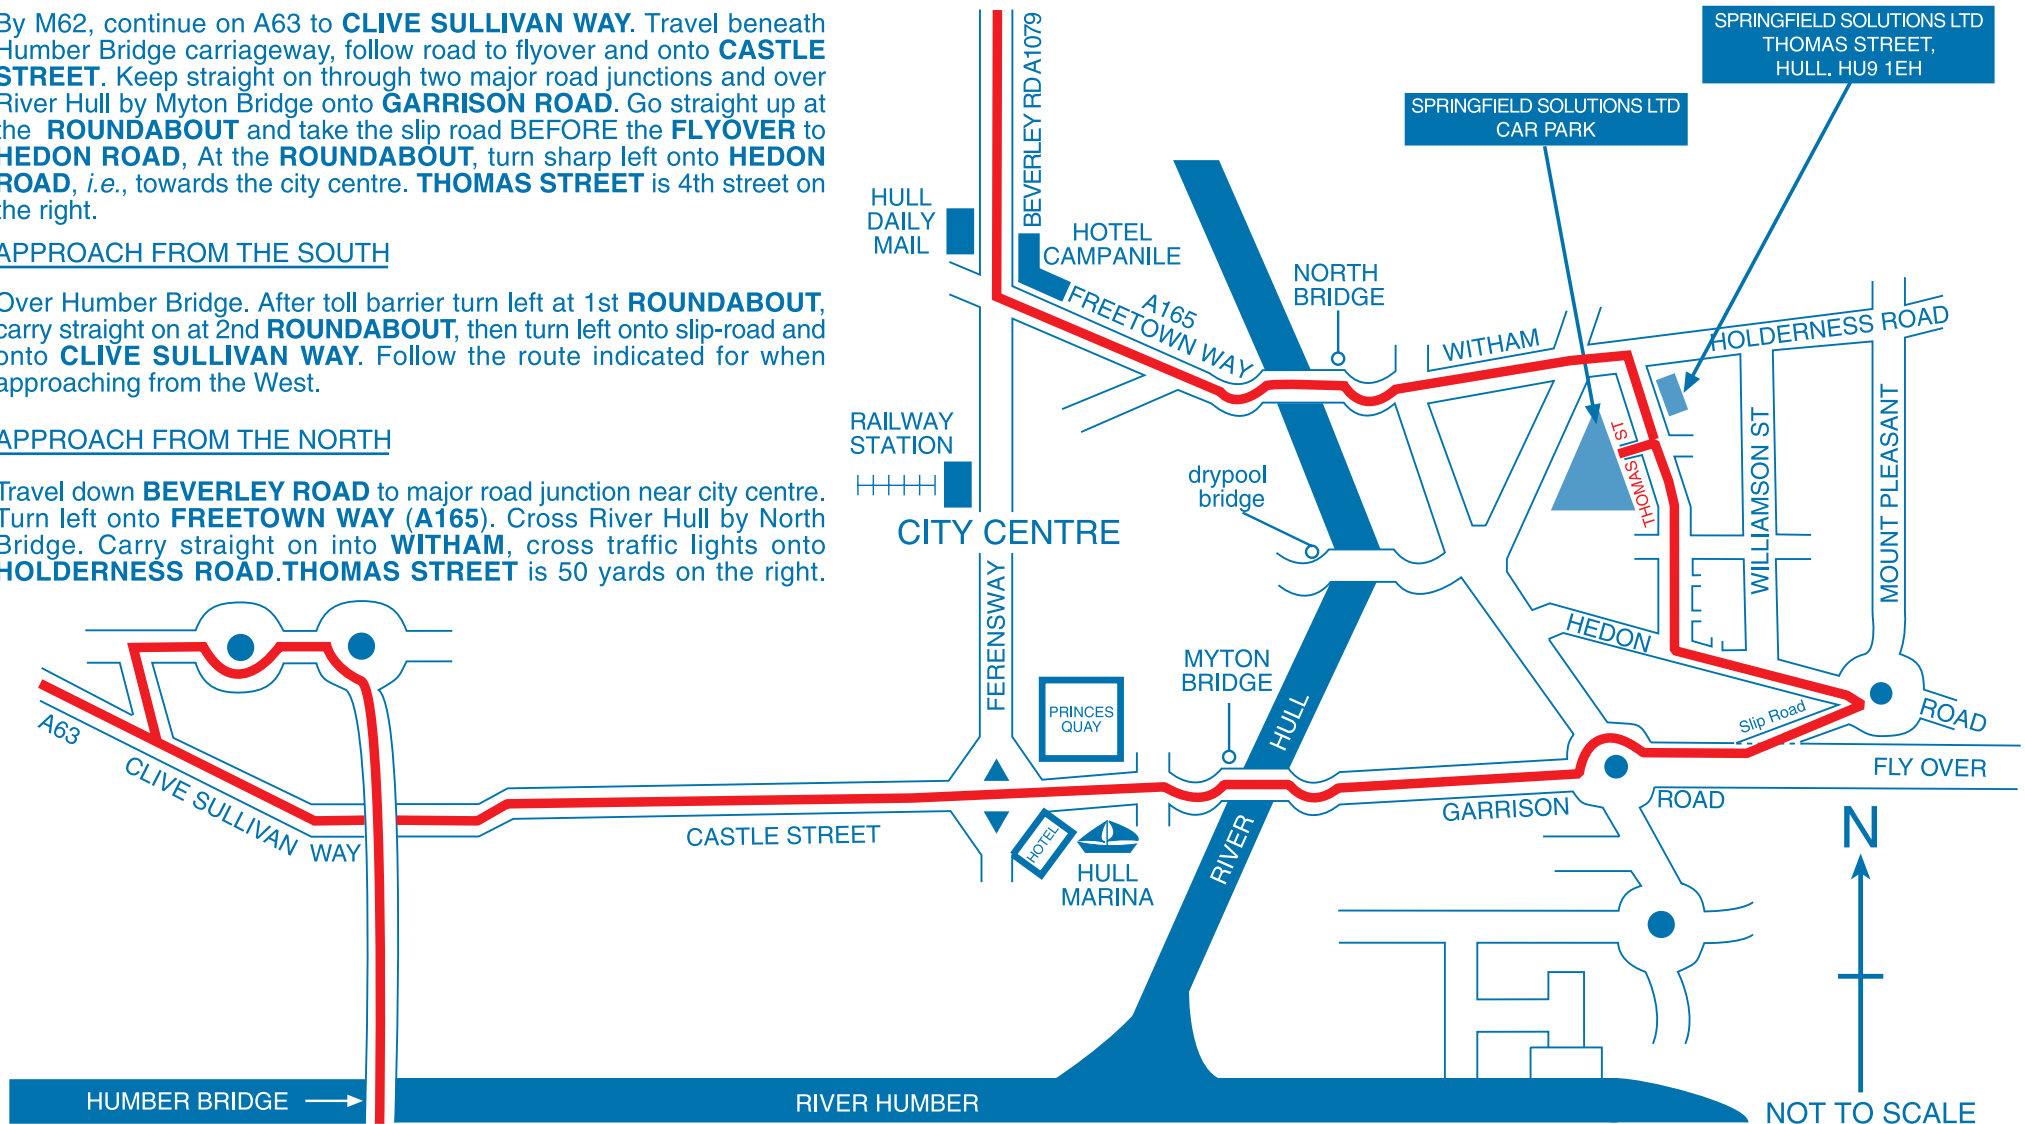 By M62, continue on A63 to CLIVE SULLIVAN WAY. Travel beneath
Humber Bridge carriageway, follow road to flyover and onto CASTLE
STREET. Keep straight on through two major road junctions and over
River Hull by Myton Bridge onto GARRISON ROAD. Go straight up at
the ROUNDABOUT and take the slip road BEFORE the FLYOVER to
HEDON ROAD, At the ROUNDABOUT, turn sharp left onto HEDON
ROAD, i.e., towards the city centre. THOMAS STREET is 4th street on
the right.
APPROACH FROM THE SOUTH
Over Humber Bridge. After toll barrier turn left at 1st ROUNDABOUT,
carry straight on at 2nd ROUNDABOUT, then turn left onto slip-road and
onto CLIVE SULLIVAN WAY. Follow the route indicated for when
approaching from the West.
APPROACH FROM THE NORTH
Travel down BEVERLEY ROAD to major road junction near city centre.
Turn left onto FREETOWN WAY (A165). Cross River Hull by North
Bridge. Carry straight on into WITHAM, cross traffic lights onto
HOLDERNESS ROAD.THOMAS STREET is 50 yards on the right.
SPRINGFIELD SOLUTIONS LTD
THOMAS STREET,
HULL. HU9 1EH
SPRINGFIELD SOLUTIONS LTD
CAR PARK
BEVERLEY RD A1079
HULL
DAILY
MAIL
HOTEL
CAMPANILE
A165
FREETOWN WAY
NORTH
BRIDGE
WITHAM
HOLDERNESS ROAD
RAILWAY
STATION
CITY CENTRE
drypool
bridge
THOMAS ST
WILLIAMSON ST
MOUNT PLEASANT
FERENSWAY
HEDON
ROAD
MYTON
BRIDGE
PRINCES
QUAY
Slip Road
FLY OVER
A63
CLIVE SULLIVAN WAY
CASTLE STREET
HOTEL
HULL
MARINA
RIVER HULL
GARRISON ROAD
N
HUMBER BRIDGE
RIVER HUMBER
NOT TO SCALE